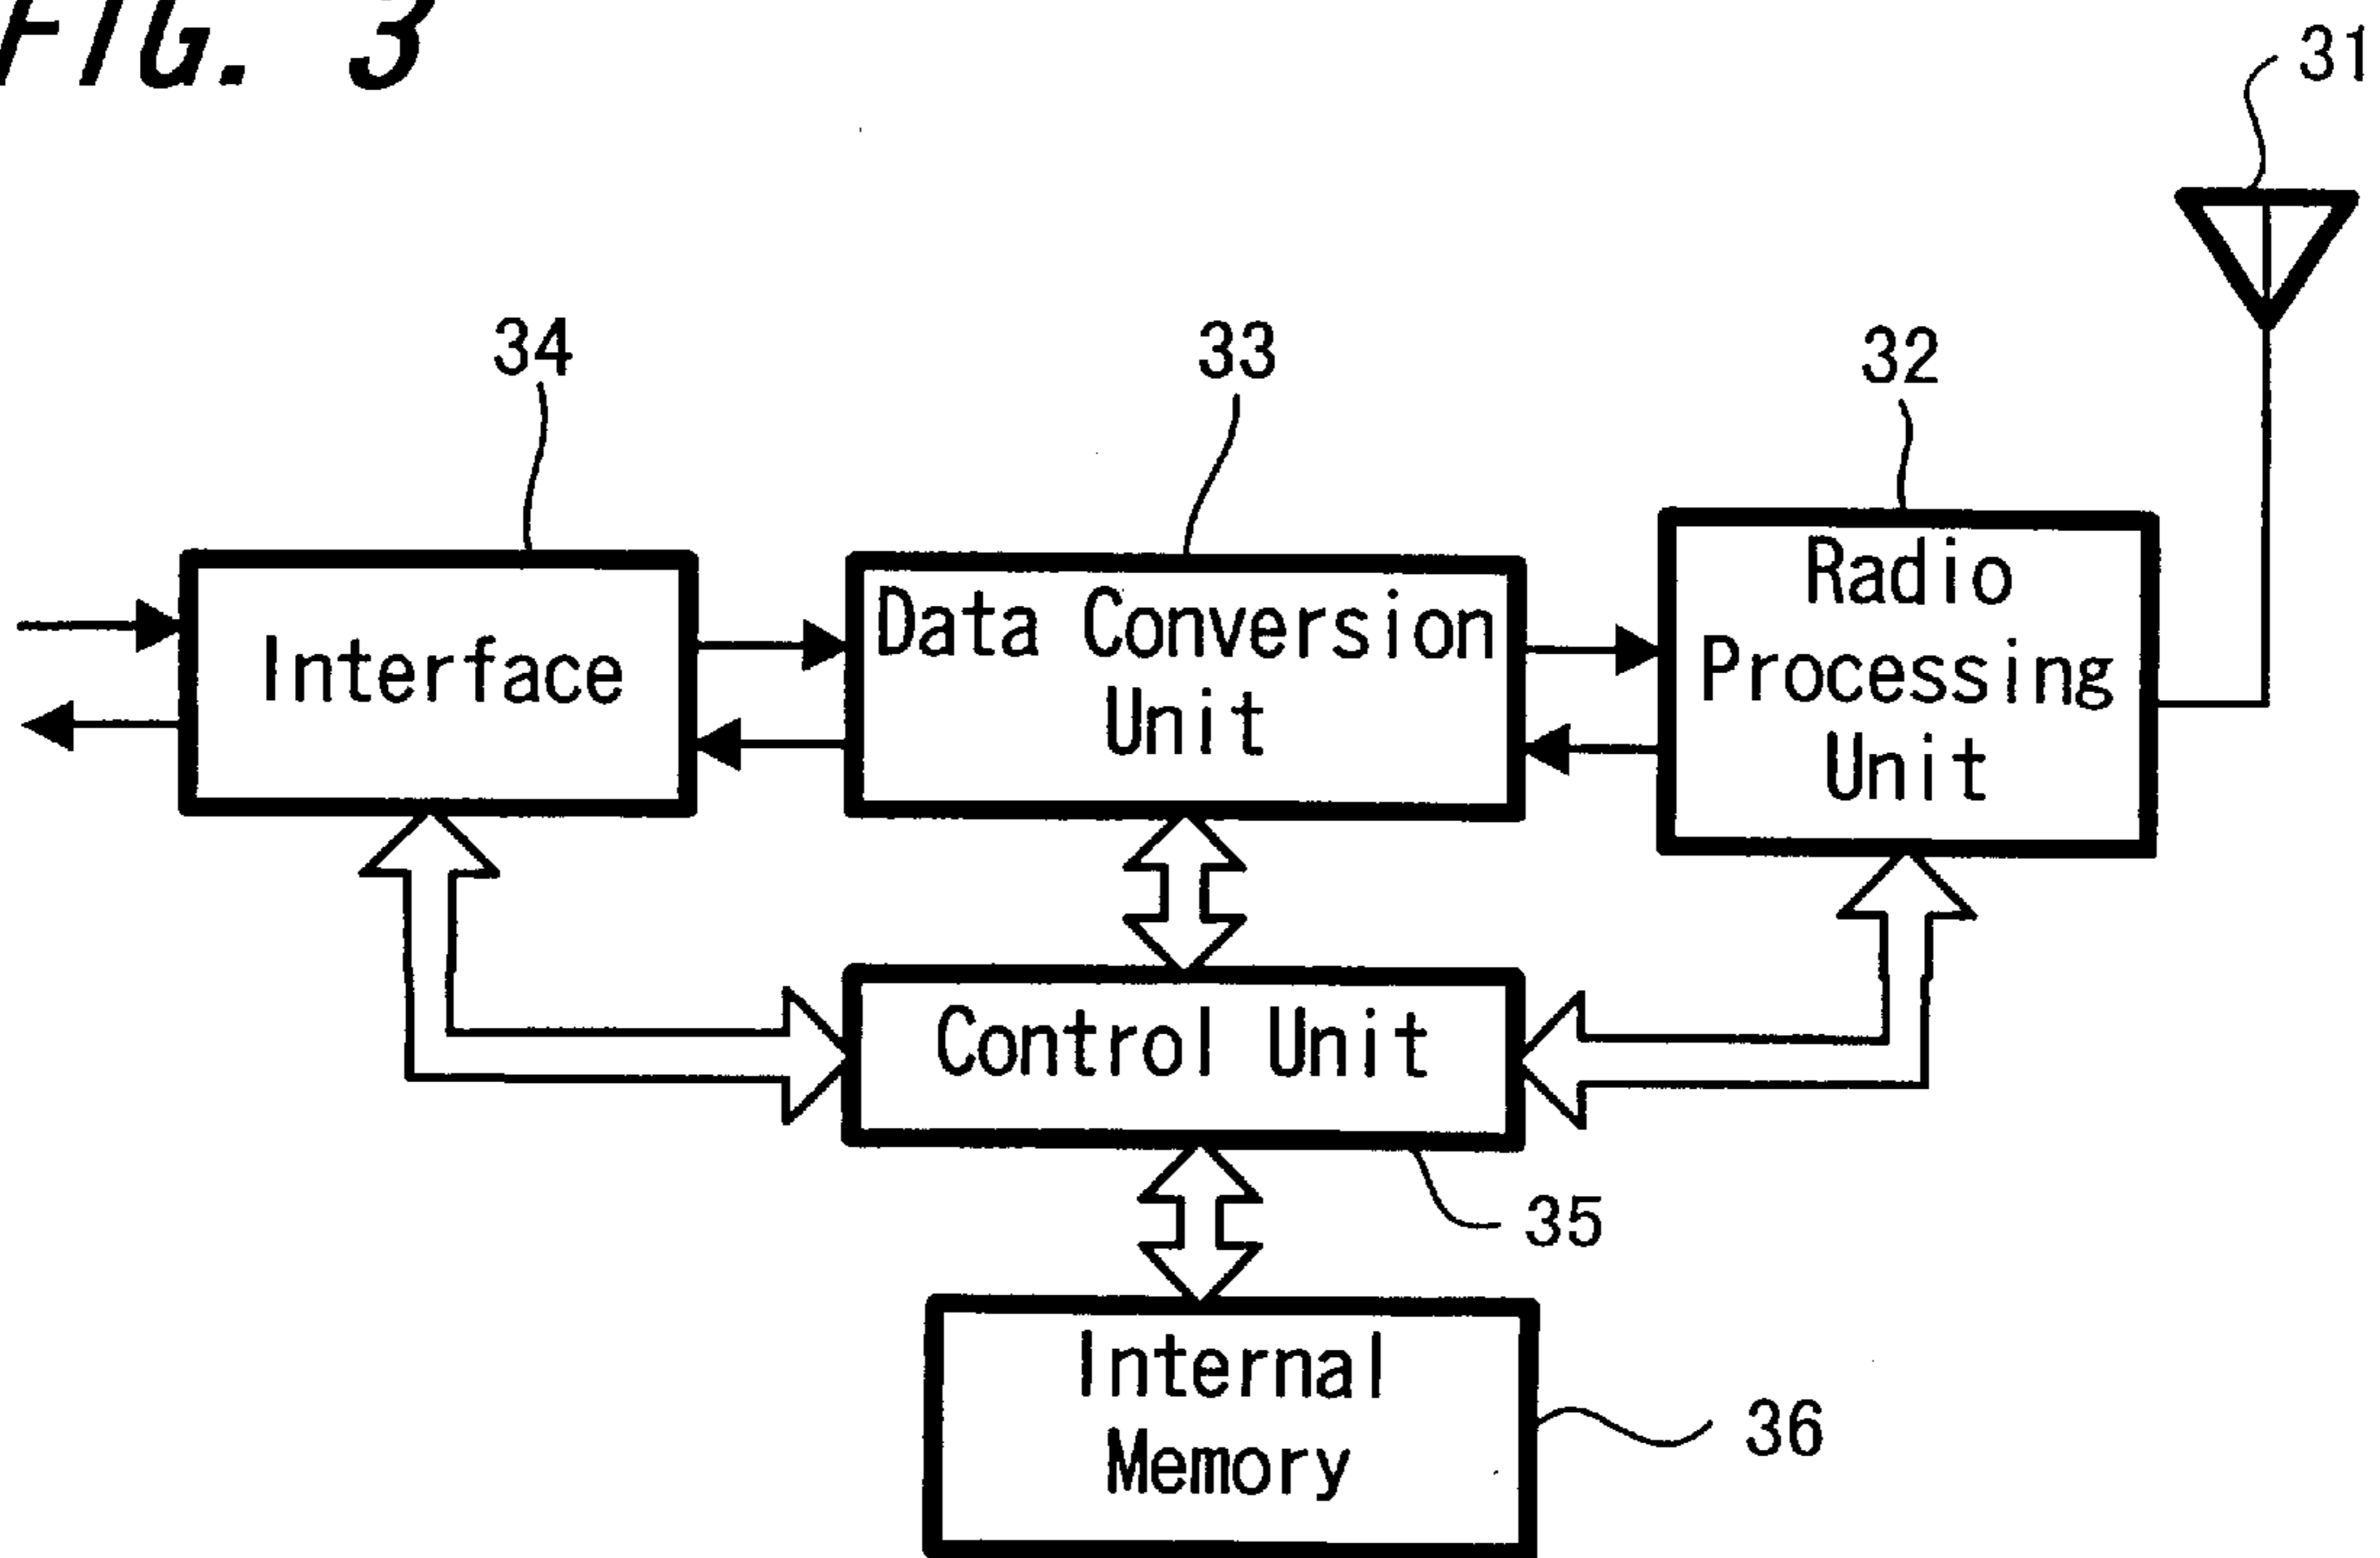 FIG. 3
31
34
33
32
Interface
Data Conversion
Unit
Radio
Processing
Unit
Control Unit
35
Internal
Memory
36